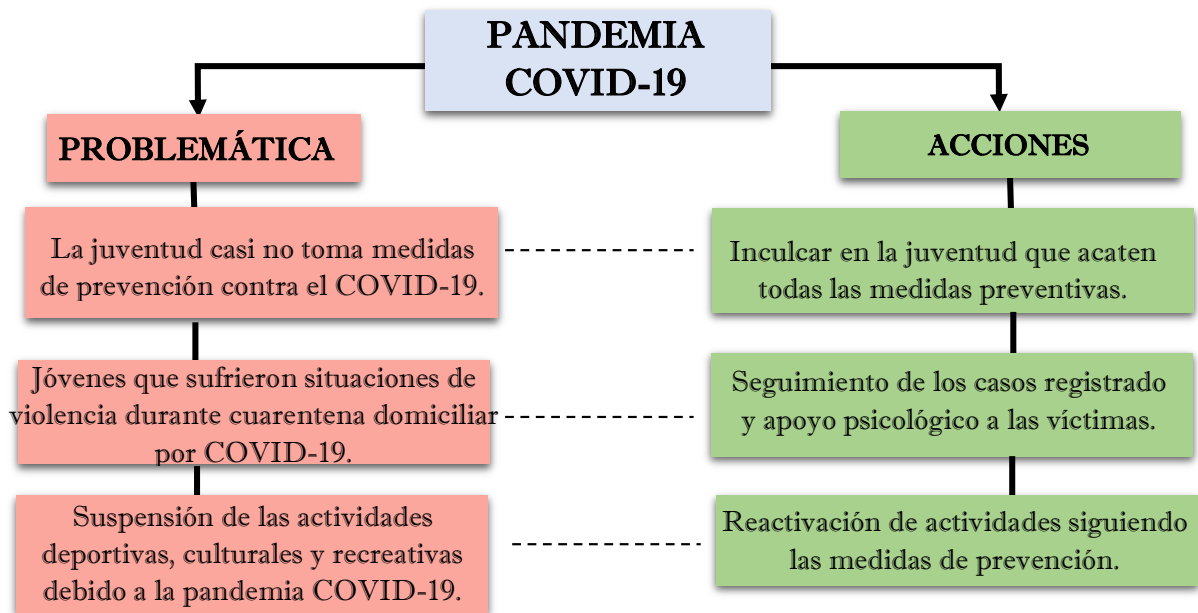 PANDEMIA
COVID-19
PROBLEMÁTICA
La juventud casi no toma medidas
de prevención contra el COVID-19.
Jóvenes que sufrieron situaciones de
violencia durante cuarentena domiciliar
por COVID-19.
Suspensión de las actividades
deportivas, culturales y recreativas
debido a la pandemia COVID-19.
ACCIONES
Inculcar en la juventud que acaten
todas las medidas preventivas.
Seguimiento de los casos registrado
y apoyo psicológico a las víctimas.
Reactivación de actividades siguiendo
las medidas de prevención.